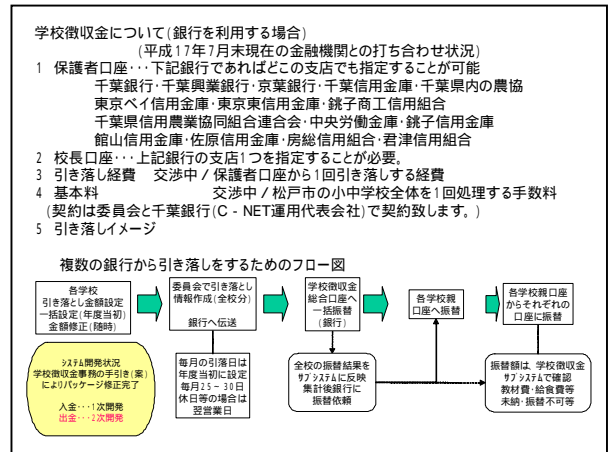 学校徴収金について(銀行を利用する場合)
(平成17年7月末現在の金融機関との打ち合わせ状況)
1 保護者口座･･･下記銀行であればどこの支店でも指定することが可能
千葉銀行･千葉興業銀行･京葉銀行･千葉信用金庫･千葉県内の農協
東京ベイ信用金庫･東京東信用金庫･銚子商工信用組合
千葉県信用農業協同組合連合会･中央労働金庫･銚子信用金庫
館山信用金庫･佐原信用金庫･房総信用組合･君津信用組合
2 校長口座･･･上記銀行の支店1つを指定することが必要。
3 引き落し経費 交渉中/保護者口座から1回引き落しする経費
4 基本料 交渉中/松戸市の小中学校全体を1回処理する手数料
(契約は委員会と千葉銀行(C-NET運用代表会社)で契約致します。)
5 引き落しイメージ
複数の銀行から引き落しをするためのフロー図
各学校
引き落とし金額設定
一括設定(年度当初)
金額修正(随時)
委員会で引き落とし
情報作成(全校分)
銀行へ伝送
学校徴収金
総合口座へ
一括振替
(銀行)
各学校親
口座へ振替
各学校親口座
からそれぞれの
口座に振替
システム開発状況
学校徴収金事務の手引き(案)
によりパッケージ修正完了
入金･･･1次開発
出金･･･2次開発
毎月の引落日は
年度当初に設定
毎月25-30日
休日等の場合は
翌営業日
全校の振替結果を
サブシステムに反映
集計後銀行に
振替依頼
振替額は、学校徴収金
サブシステムで確認
教材費･給食費等
未納･振替不可等